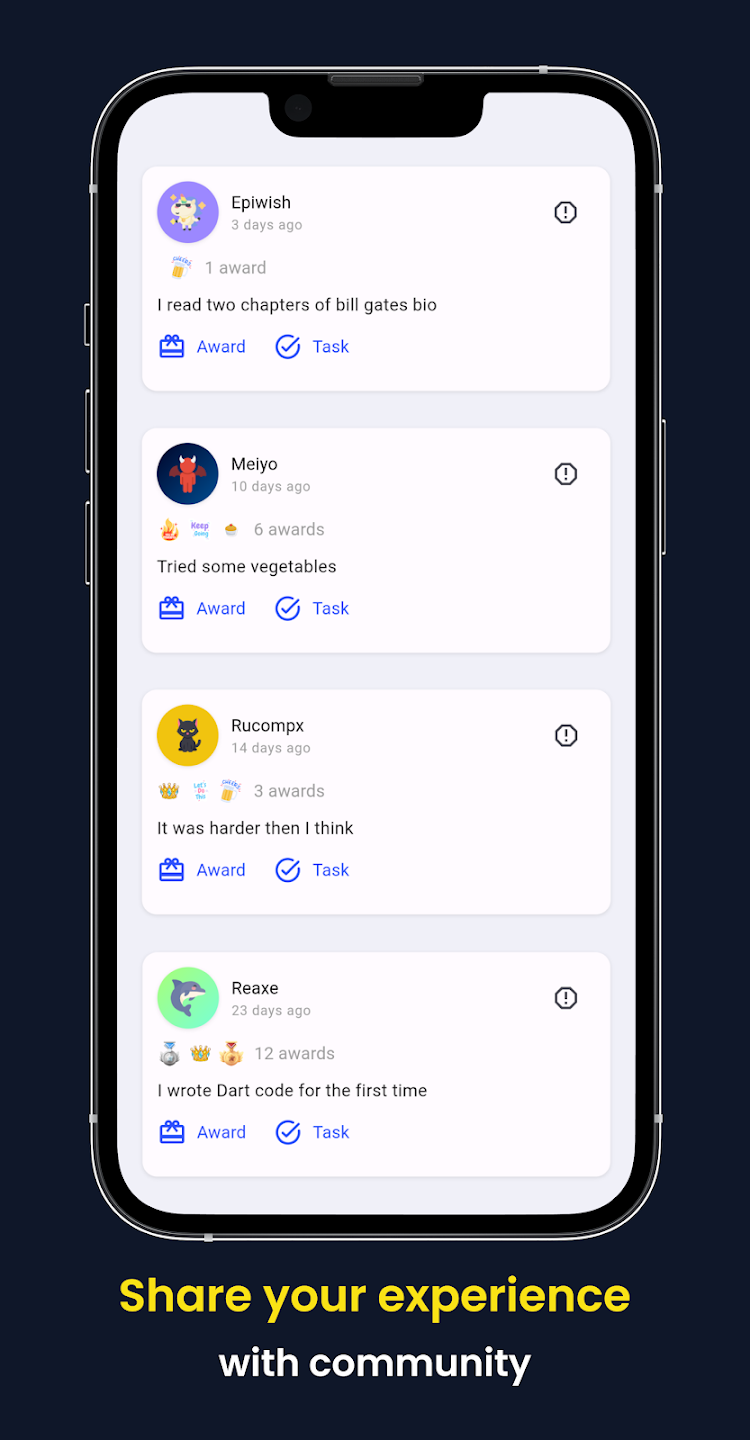 Epiwish
3 days ago
CHEERS
1 award
I read two chapters of bill gates bio
Award Task
Meiyo
10 days ago
Keep
Going
6 awards
Tried some vegetables
Award Task
Rucompx
14 days ago
Let's
Do
This
CHEERS
3 awards
It was harder then I think
Award Task
Reaxe
23 days ago
12 awards
I wrote Dart code for the first time
Award Task
Share your experience
with community